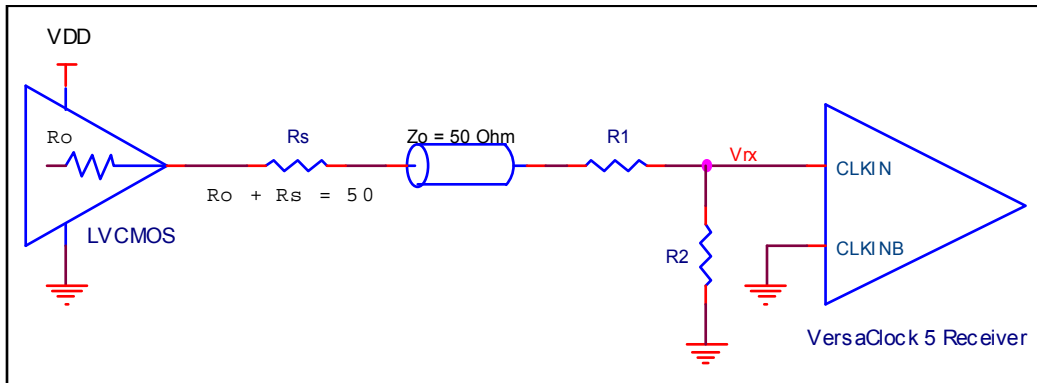 VDD
Ro
Rs
Zo = 50 Ohm
R1
Vrx
CLKIN
Ro + Rs = 50
LVCMOS
R2
CLKINB
VersaClock 5 Receiver